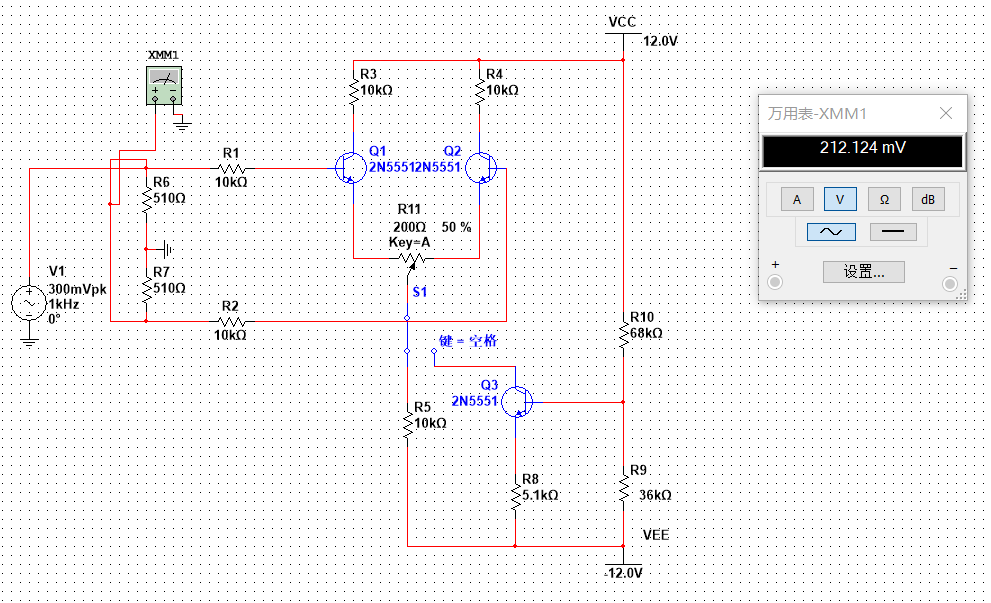 VCC
12.0V
XMM1
R3
10kΩ
R4
10kΩ
Q1
2N5551
Q2
2N5551
R1
10kΩ
R6
510Ω
R11
200Ω 50 %
Key=A
V1
300mVpk
1kHz
0°
R7
510Ω
S1
R2
10kΩ
键 = 空格
R10
68kΩ
Q3
2N5551
R5
10kΩ
R8
5.1kΩ
R9
36kΩ
VEE
-12.0V
万用表-XMM1
212.124 mV
A V Ω dB
+ 设置... −